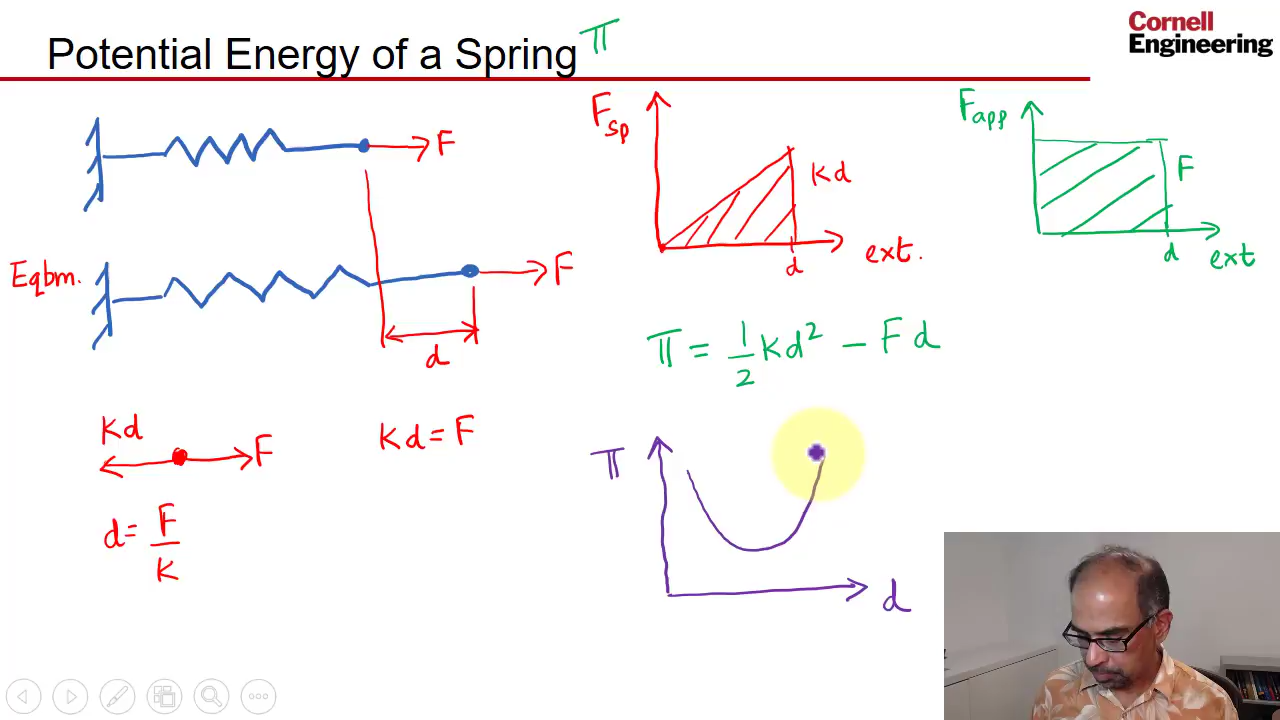 Potential Energy of a Spring π
Cornell
Engineering
F
Eqbm.
F
d
Kd
F
Kd = F
d = F/K
Fsp
Kd
d
ext.
Fapp
F
d
ext
π = 1/2 Kd² - Fd
π
d